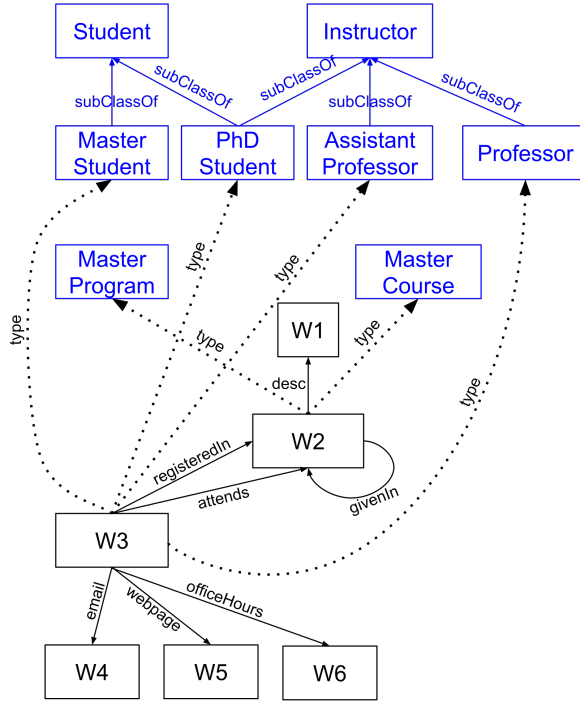 Student
Instructor
subClassOf
subClassOf
subClassOf
subClassOf
subClassOf
Master
Student
PhD
Student
Assistant
Professor
Professor
type
type
Master
Program
Master
Course
type
W1
type
type
type
desc
W2
registeredIn
attends
givenIn
W3
email
webpage
officeHours
W4
W5
W6